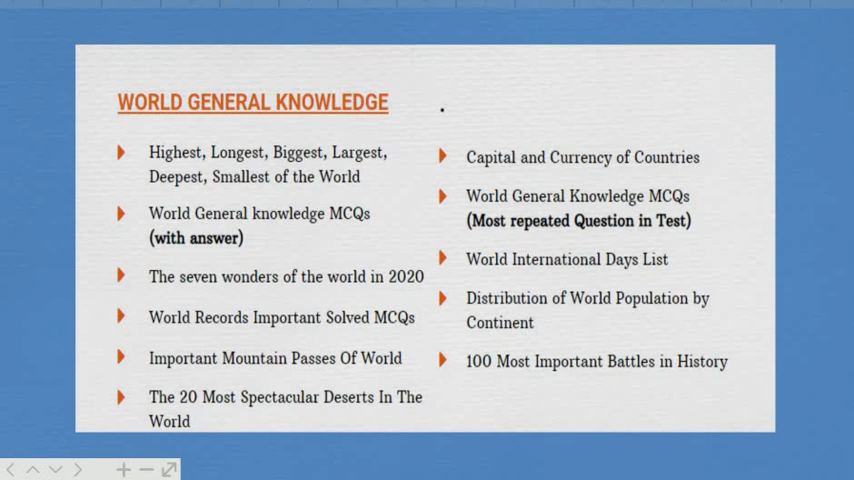 WORLD GENERAL KNOWLEDGE
Highest, Longest, Biggest, Largest,
Deepest, Smallest of the World
World General knowledge MCQs
(with answer)
The seven wonders of the world in 2020
World Records Important Solved MCQs
Important Mountain Passes Of World
The 20 Most Spectacular Deserts In The
World
.
Capital and Currency of Countries
World General Knowledge MCQs
(Most repeated Question in Test)
World International Days List
Distribution of World Population by
Continent
100 Most Important Battles in History